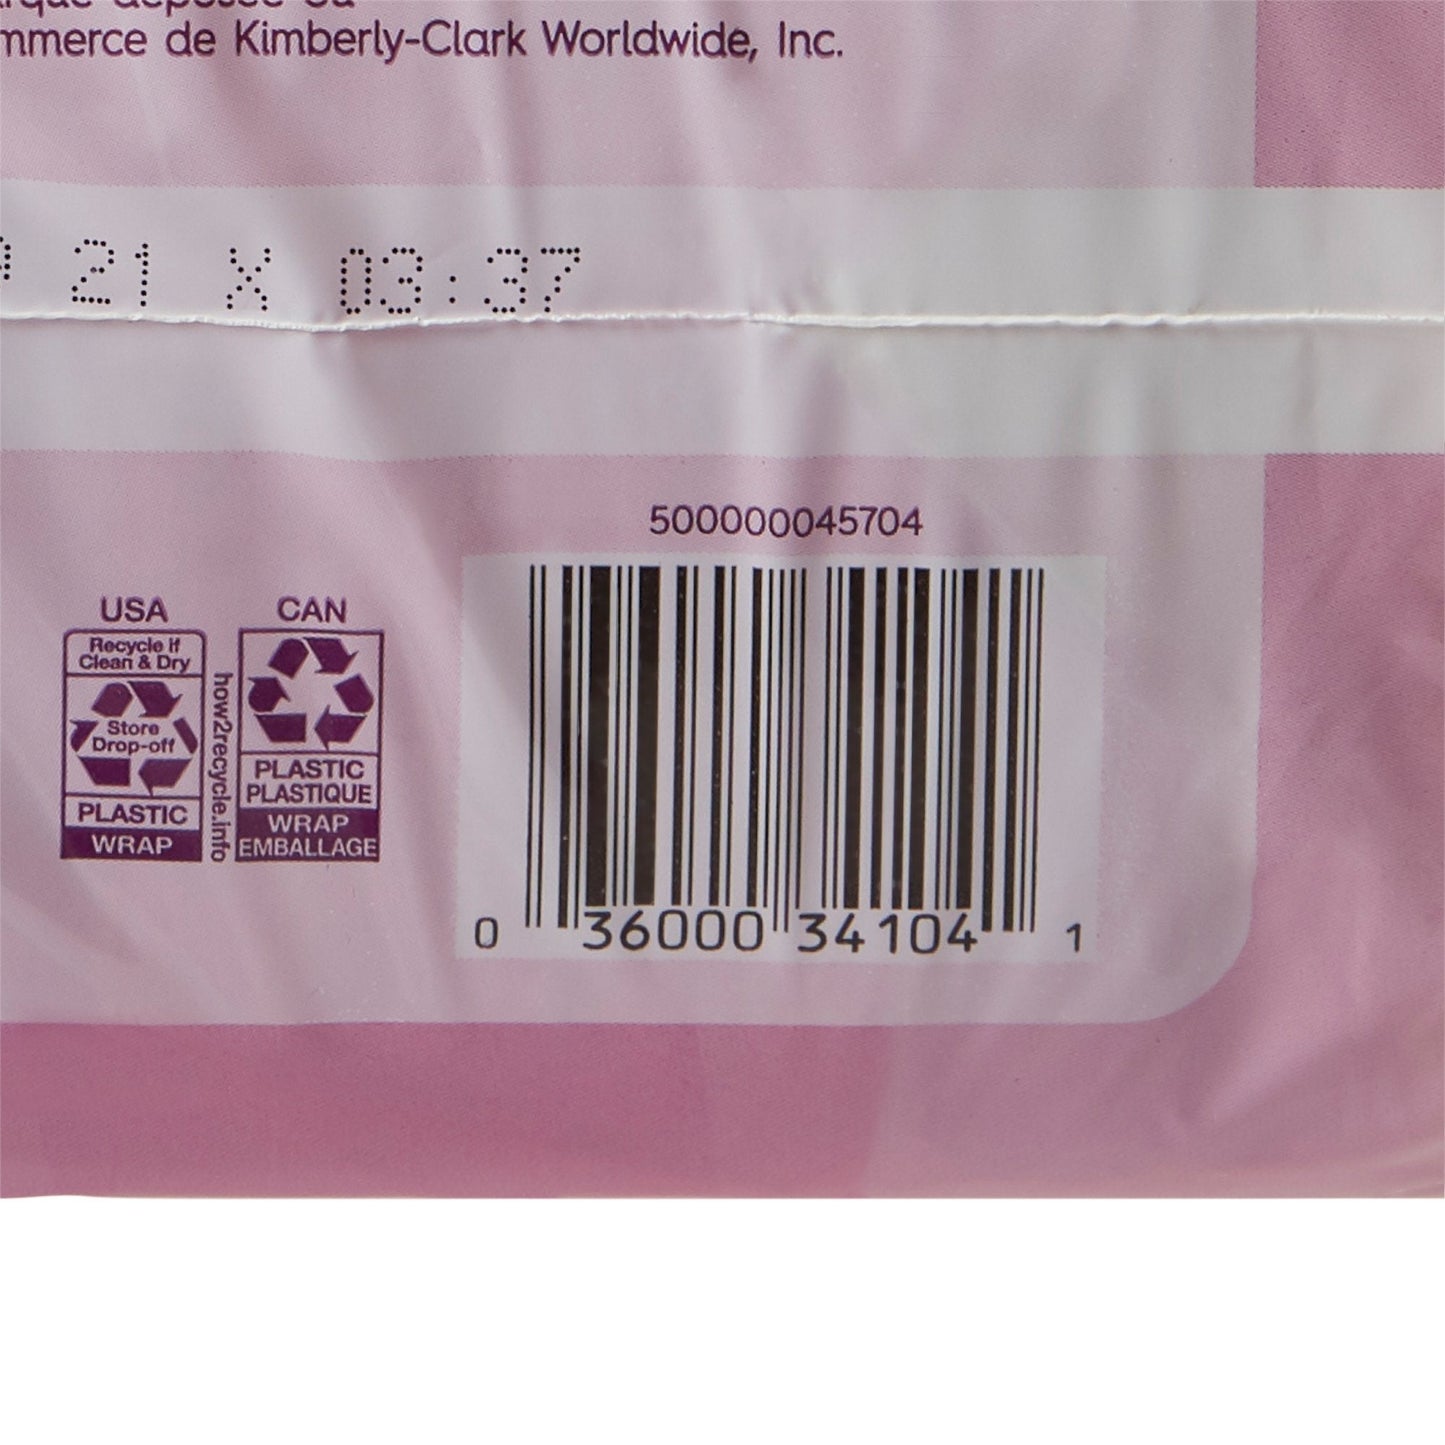 mmerce de Kimberly-Clark Worldwide, Inc.
21 X 03:37
500000045704
USA
Recycle if
Clean & Dry
Store
Drop-off
PLASTIC
WRAP
how2recycle.info
CAN
PLASTIC
PLASTIQUE
WRAP
EMBALLAGE
0 36000 34104 1